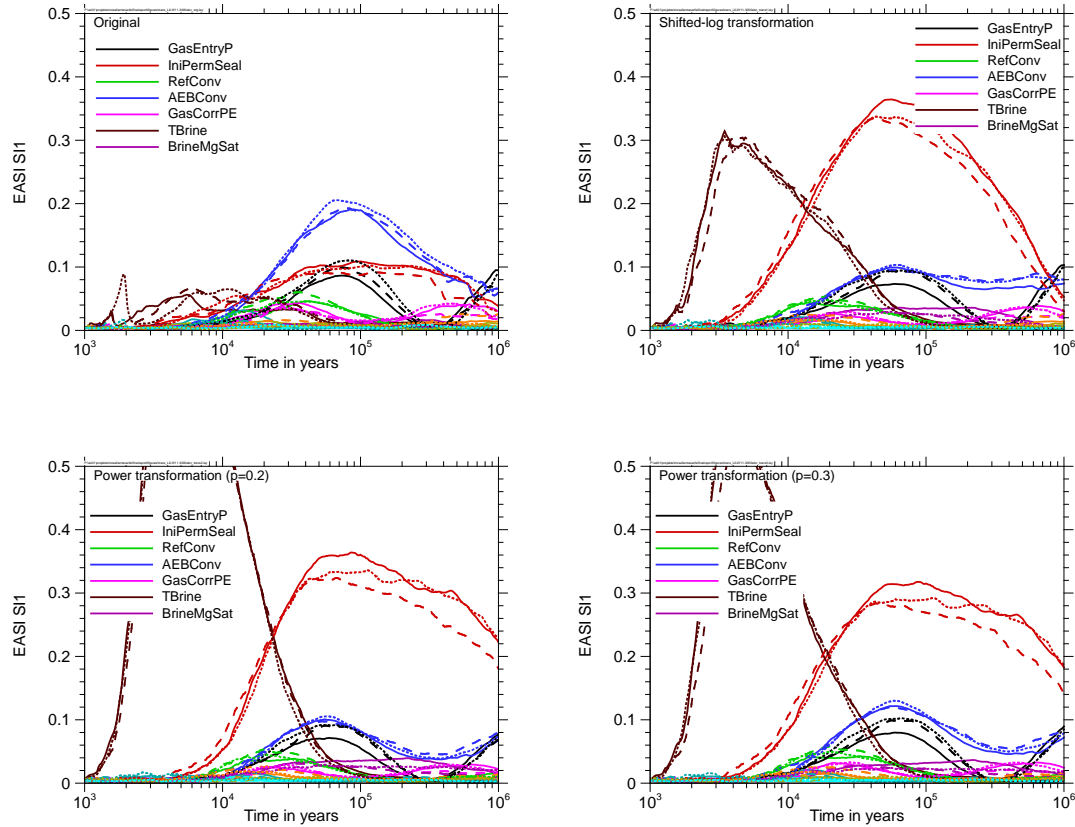 Original
GasEntryP
IniPermSeal
RefConv
AEBConv
GasCorrPE
TBrine
BrineMgSat
EASI SI1
0.5
0.4
0.3
0.2
0.1
0
10³ 10⁴ 10⁵ 10⁶
Time in years
Shifted-log transformation
GasEntryP
IniPermSeal
RefConv
AEBConv
GasCorrPE
TBrine
BrineMgSat
EASI SI1
0.5
0.4
0.3
0.2
0.1
0
10³ 10⁴ 10⁵ 10⁶
Time in years
Power transformation (p=0.2)
GasEntryP
IniPermSeal
RefConv
AEBConv
GasCorrPE
TBrine
BrineMgSat
EASI SI1
0.5
0.4
0.3
0.2
0.1
0
10³ 10⁴ 10⁵ 10⁶
Time in years
Power transformation (p=0.3)
GasEntryP
IniPermSeal
RefConv
AEBConv
GasCorrPE
TBrine
BrineMgSat
EASI SI1
0.5
0.4
0.3
0.2
0.1
0
10³ 10⁴ 10⁵ 10⁶
Time in years